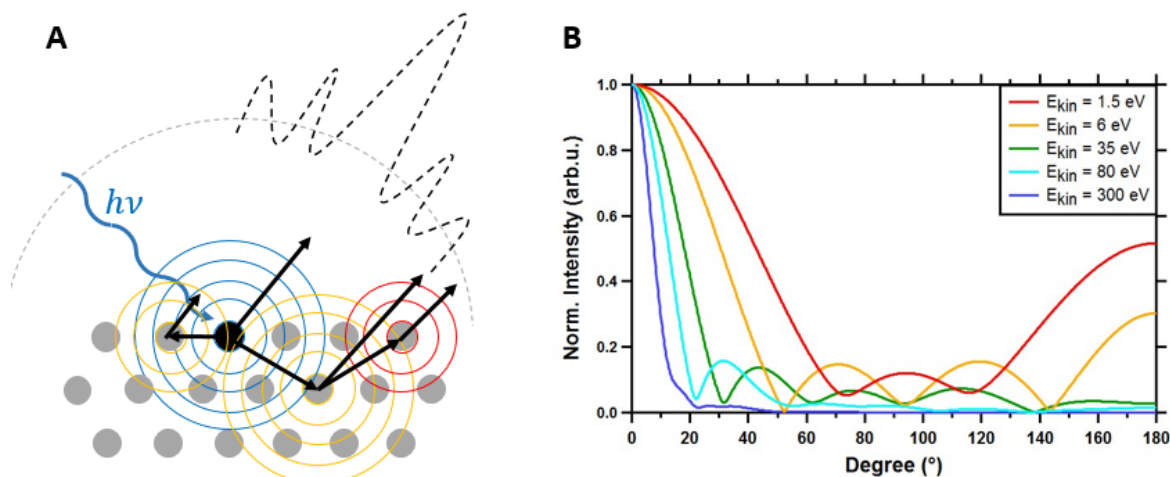 A
hν
B
Norm. Intensity (arb.u.)
1.0
0.8
0.6
0.4
0.2
0.0
E_kin = 1.5 eV
E_kin = 6 eV
E_kin = 35 eV
E_kin = 80 eV
E_kin = 300 eV
0 20 40 60 80 100 120 140 160 180
Degree (°)